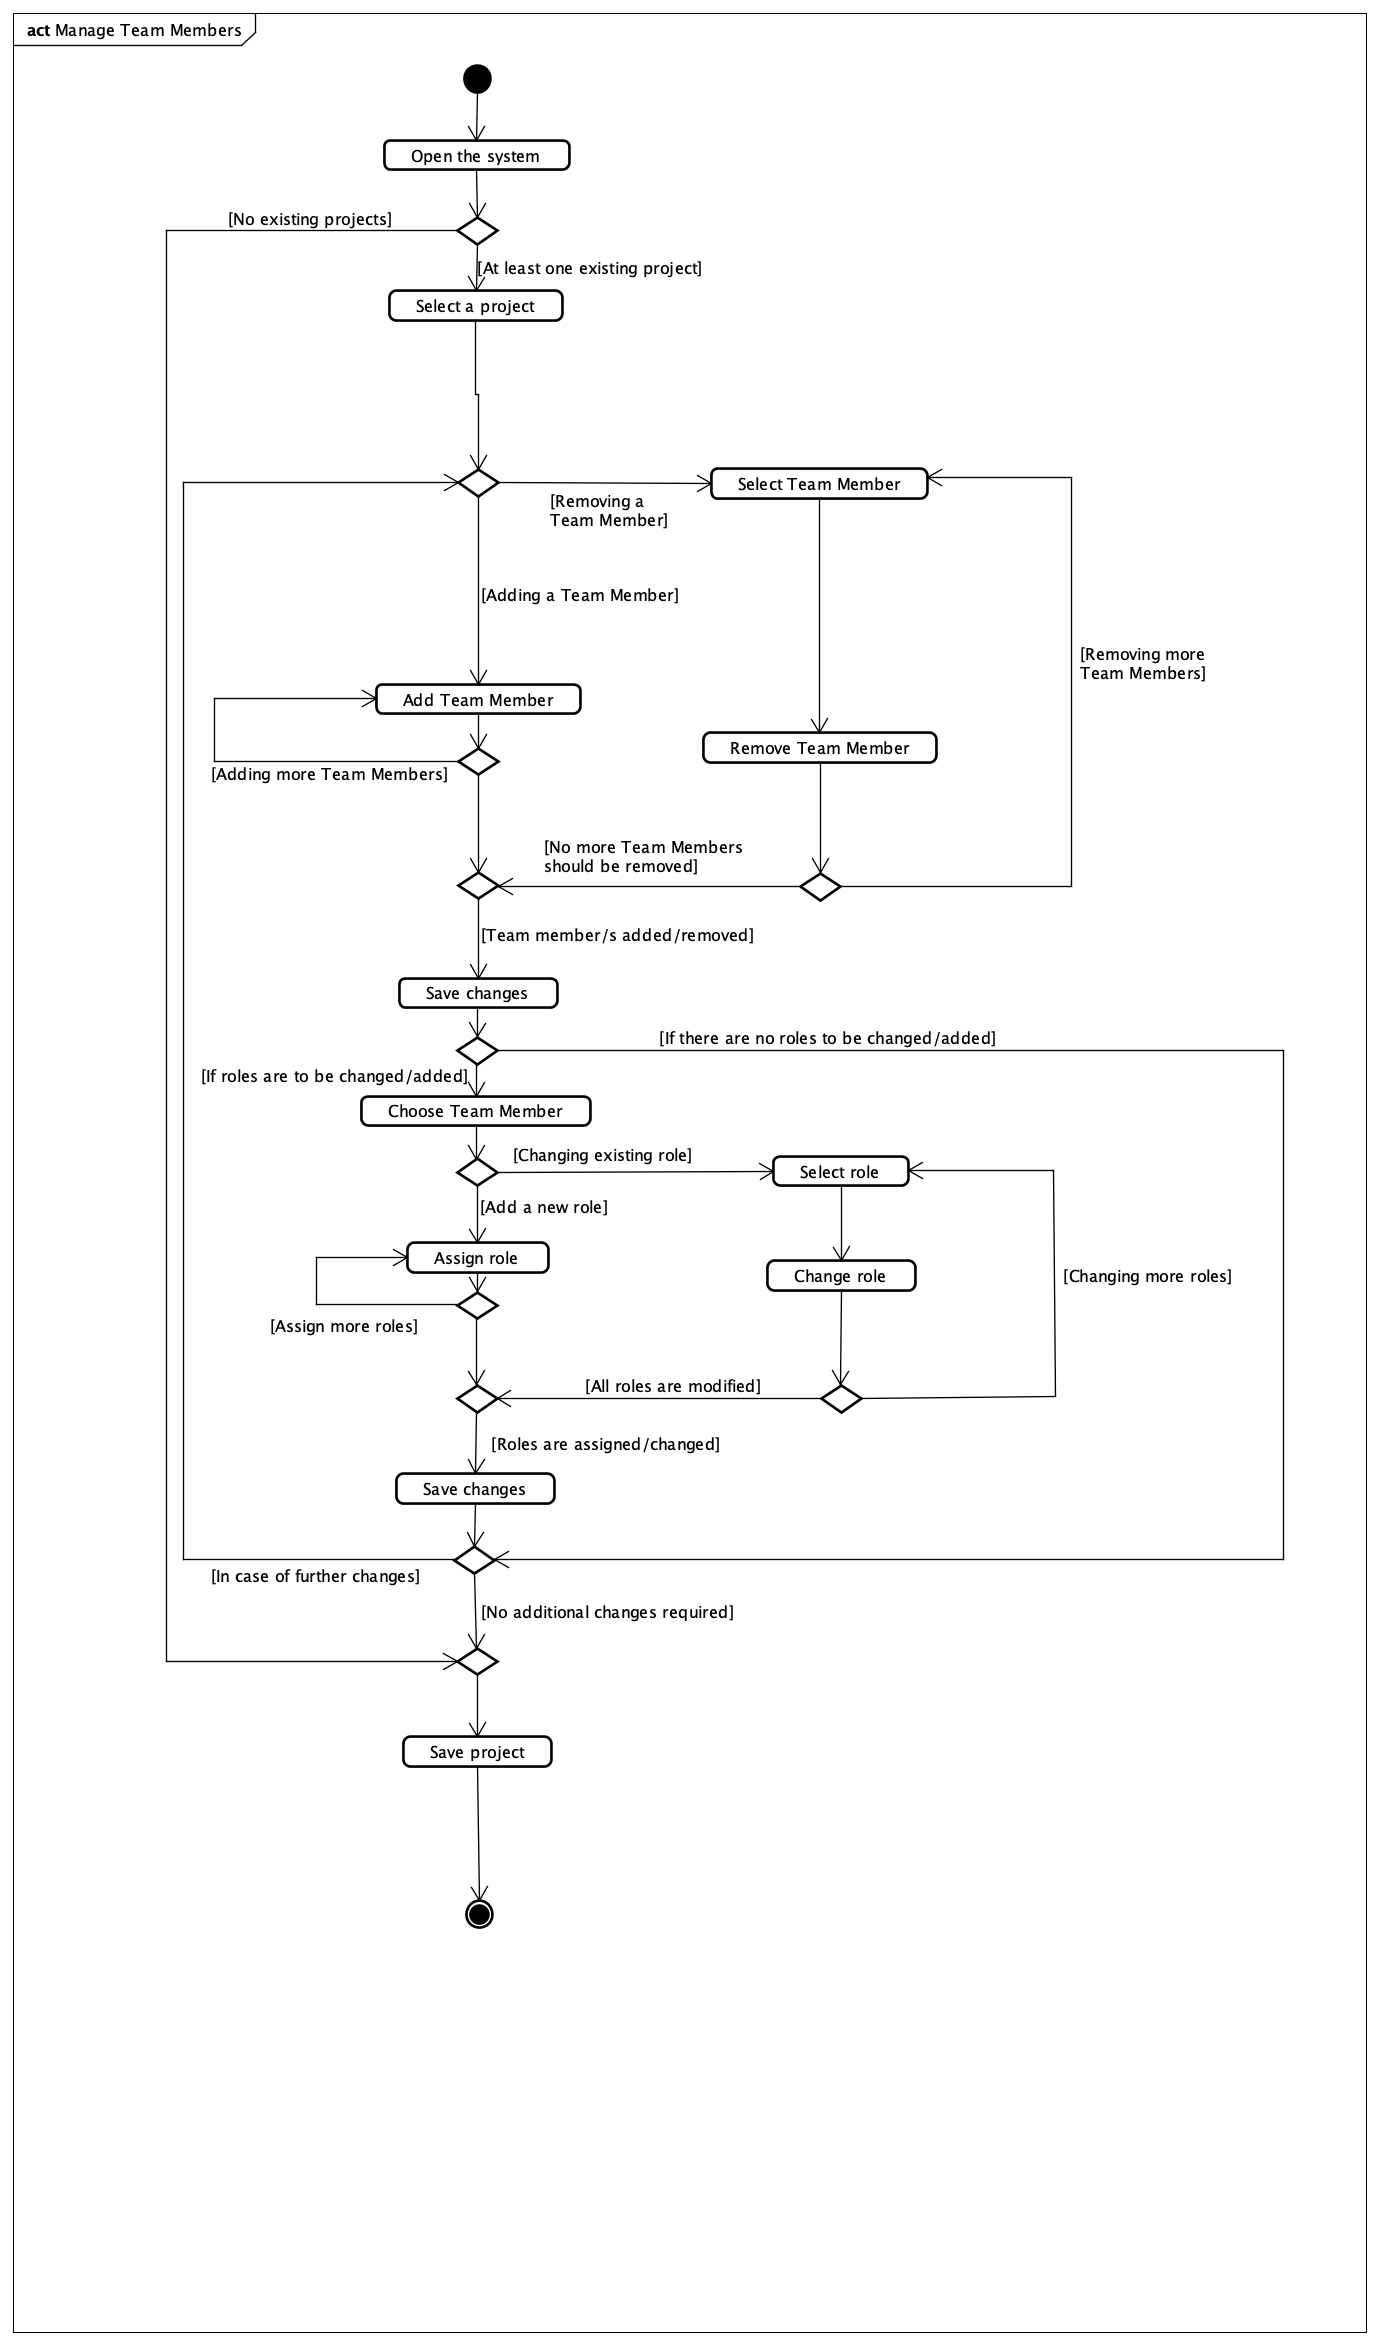 act Manage Team Members
Open the system
[No existing projects]
[At least one existing project]
Select a project
Select Team Member
[Removing a
Team Member]
[Adding a Team Member]
[Removing more
Team Members]
Add Team Member
Remove Team Member
[Adding more Team Members]
[No more Team Members
should be removed]
[Team member/s added/removed]
Save changes
[If there are no roles to be changed/added]
[If roles are to be changed/added]
Choose Team Member
[Changing existing role]
Select role
[Add a new role]
Assign role
Change role
[Changing more roles]
[Assign more roles]
[All roles are modified]
[Roles are assigned/changed]
Save changes
[In case of further changes]
[No additional changes required]
Save project